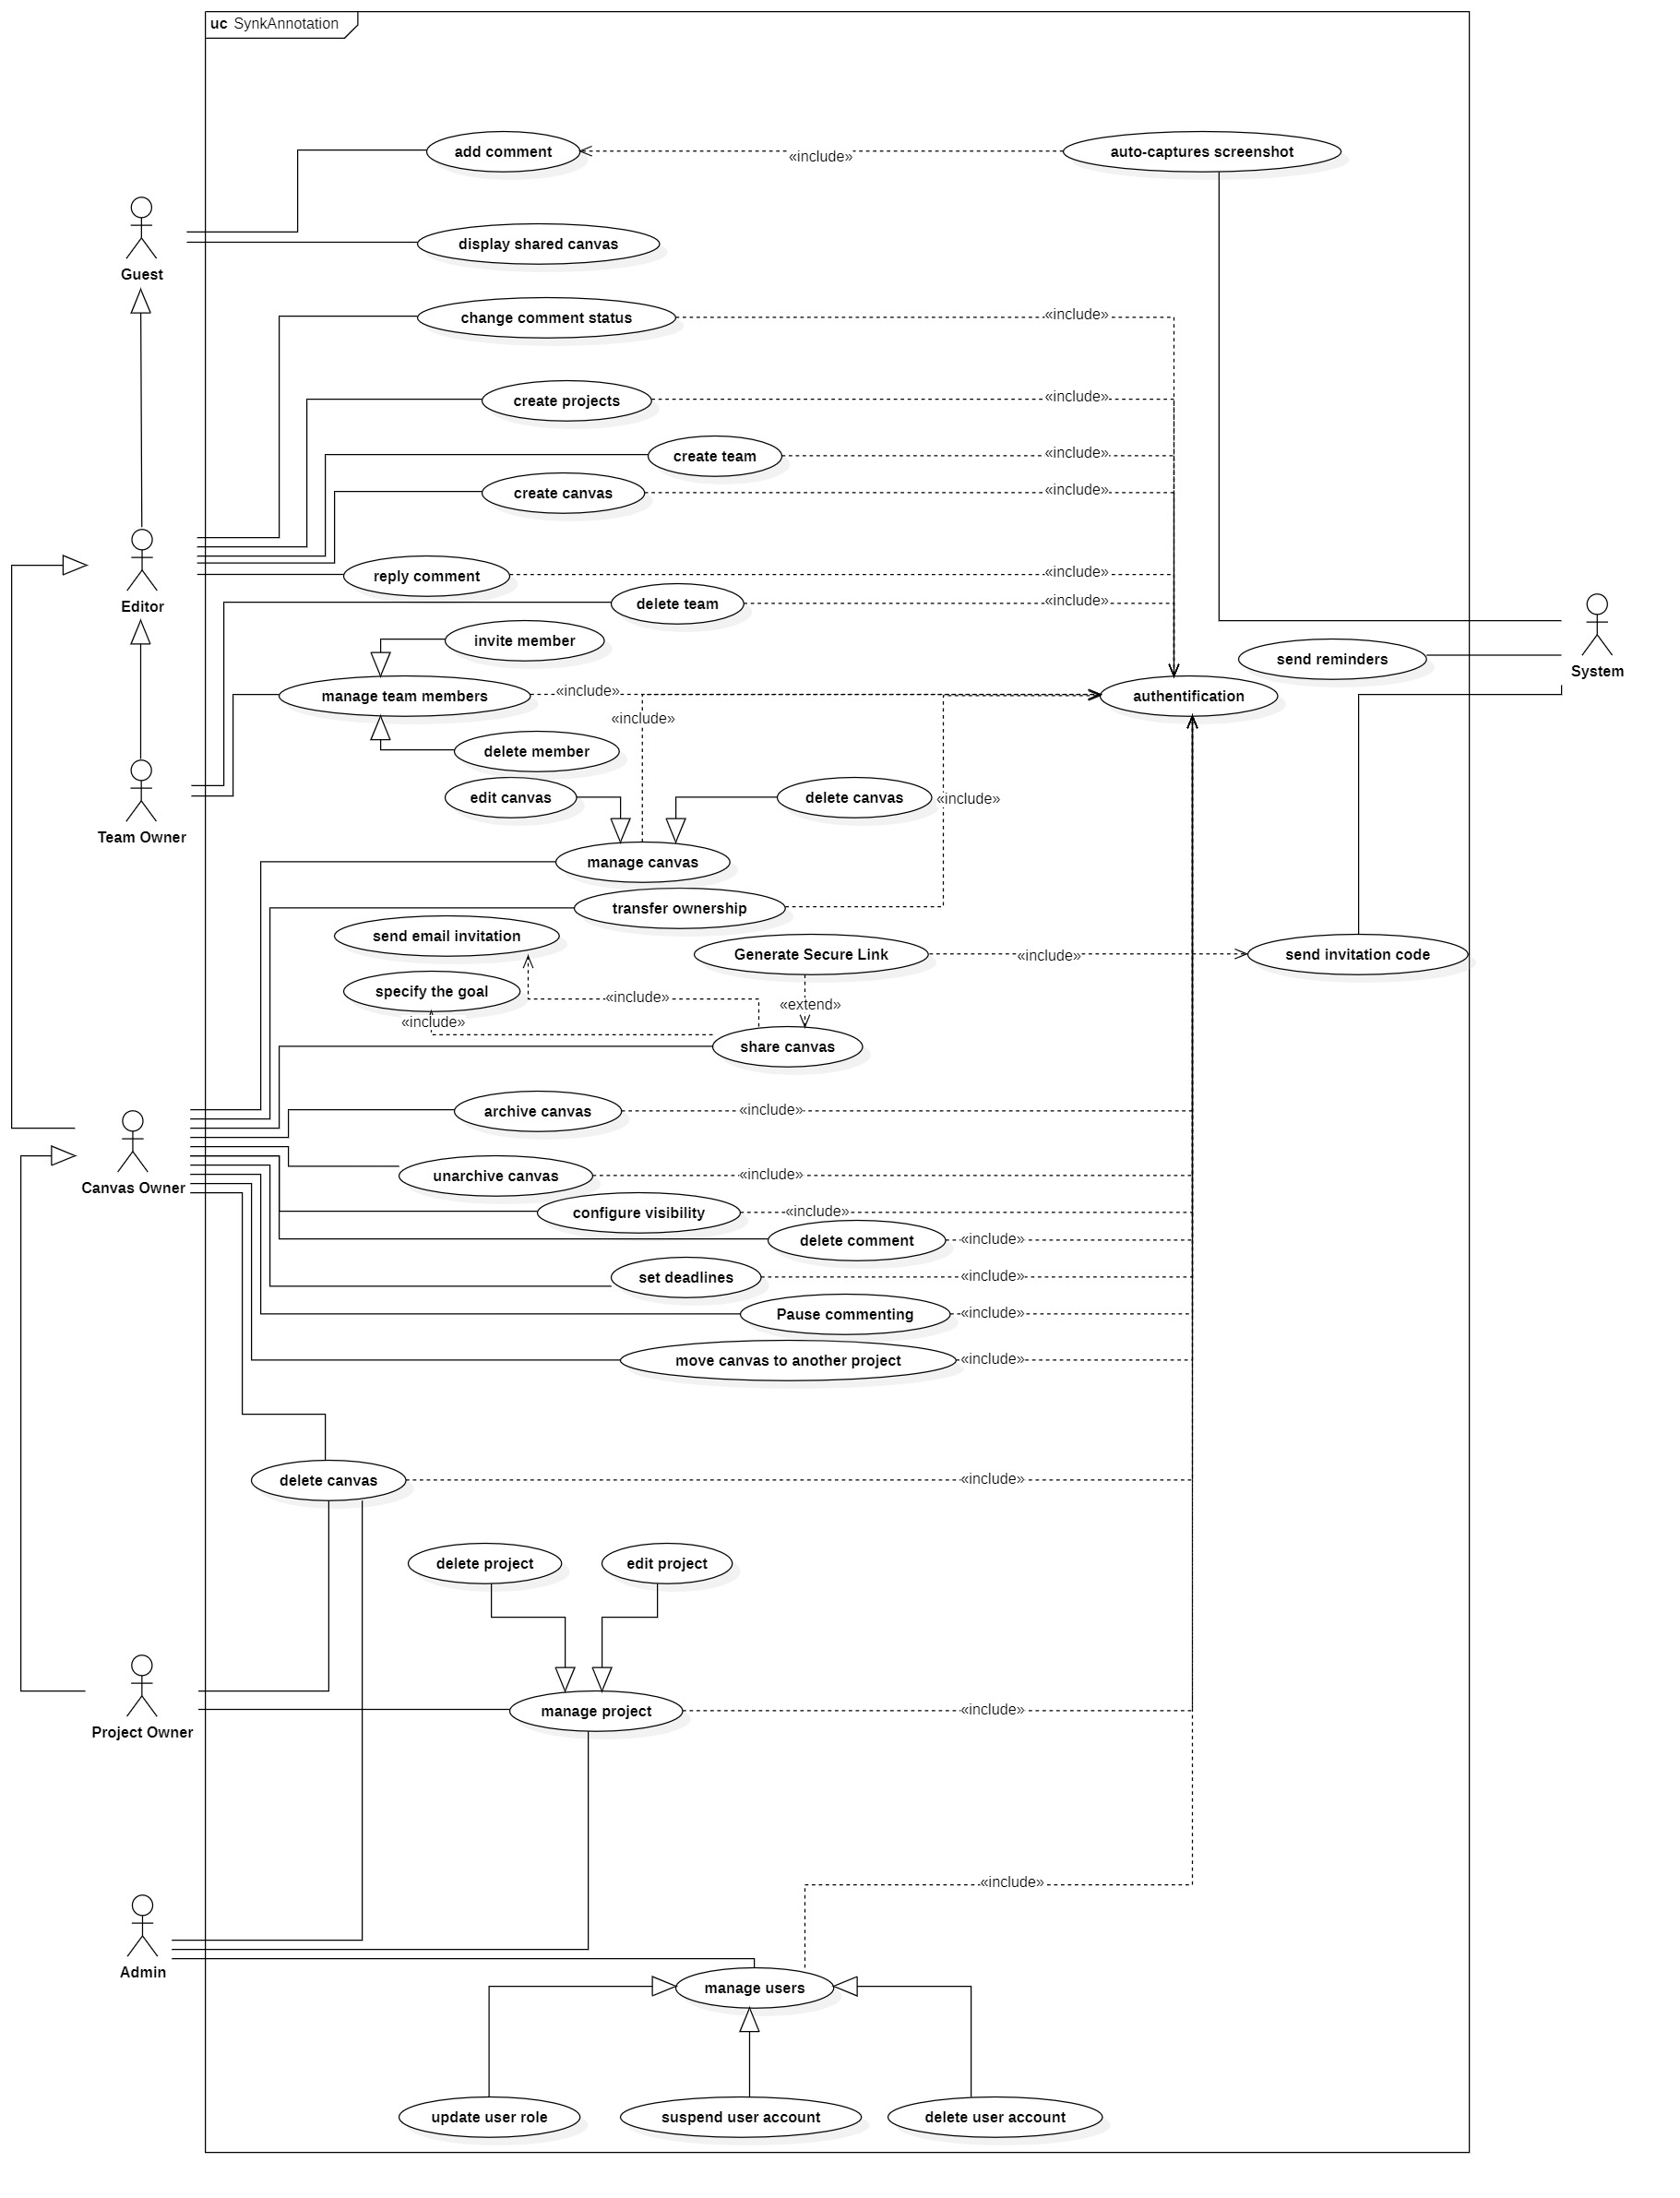 uc SynkAnnotation
add comment
«include»
auto-captures screenshot
Guest
display shared canvas
change comment status
«include»
create projects
«include»
create team
«include»
create canvas
«include»
Editor
reply comment
«include»
delete team
«include»
invite member
send reminders
System
manage team members
«include»
«include»
authentification
delete member
edit canvas
delete canvas
«include»
Team Owner
manage canvas
transfer ownership
send email invitation
Generate Secure Link
«include»
send invitation code
specify the goal
«include»
«extend»
«include»
share canvas
archive canvas
«include»
Canvas Owner
unarchive canvas
«include»
configure visibility
«include»
delete comment
«include»
set deadlines
«include»
Pause commenting
«include»
move canvas to another project
«include»
delete canvas
«include»
delete project
edit project
Project Owner
manage project
«include»
«include»
Admin
manage users
update user role
suspend user account
delete user account